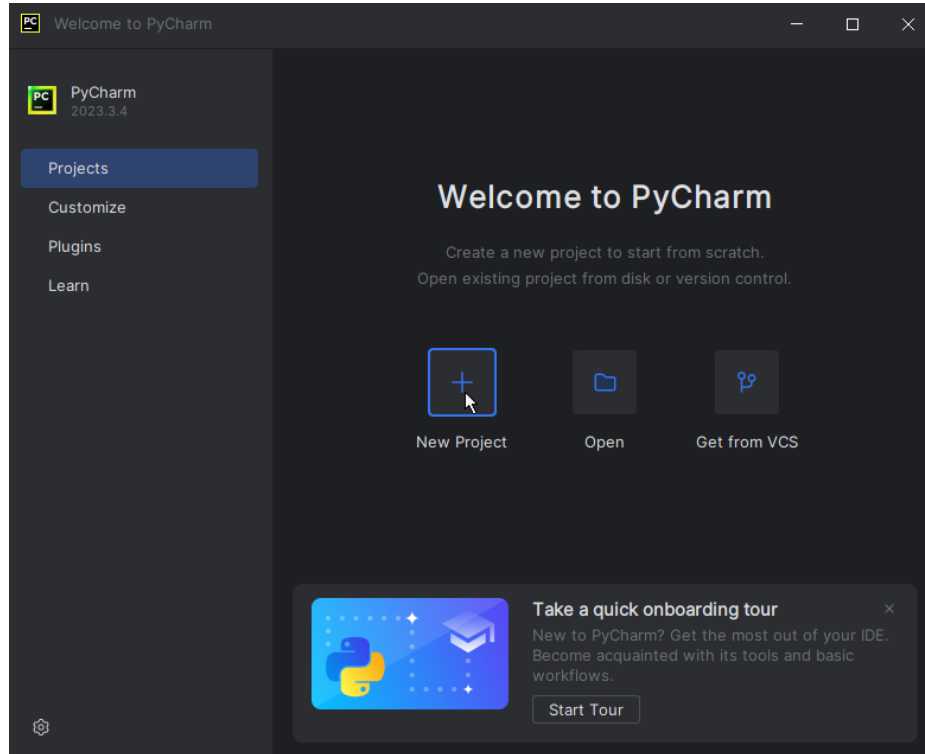 PC Welcome to PyCharm
PC PyCharm
2023.3.4
Projects
Customize
Plugins
Learn
Welcome to PyCharm
Create a new project to start from scratch.
Open existing project from disk or version control.
New Project
Open
Get from VCS
Take a quick onboarding tour
New to PyCharm? Get the most out of your IDE.
Become acquainted with its tools and basic
workflows.
Start Tour